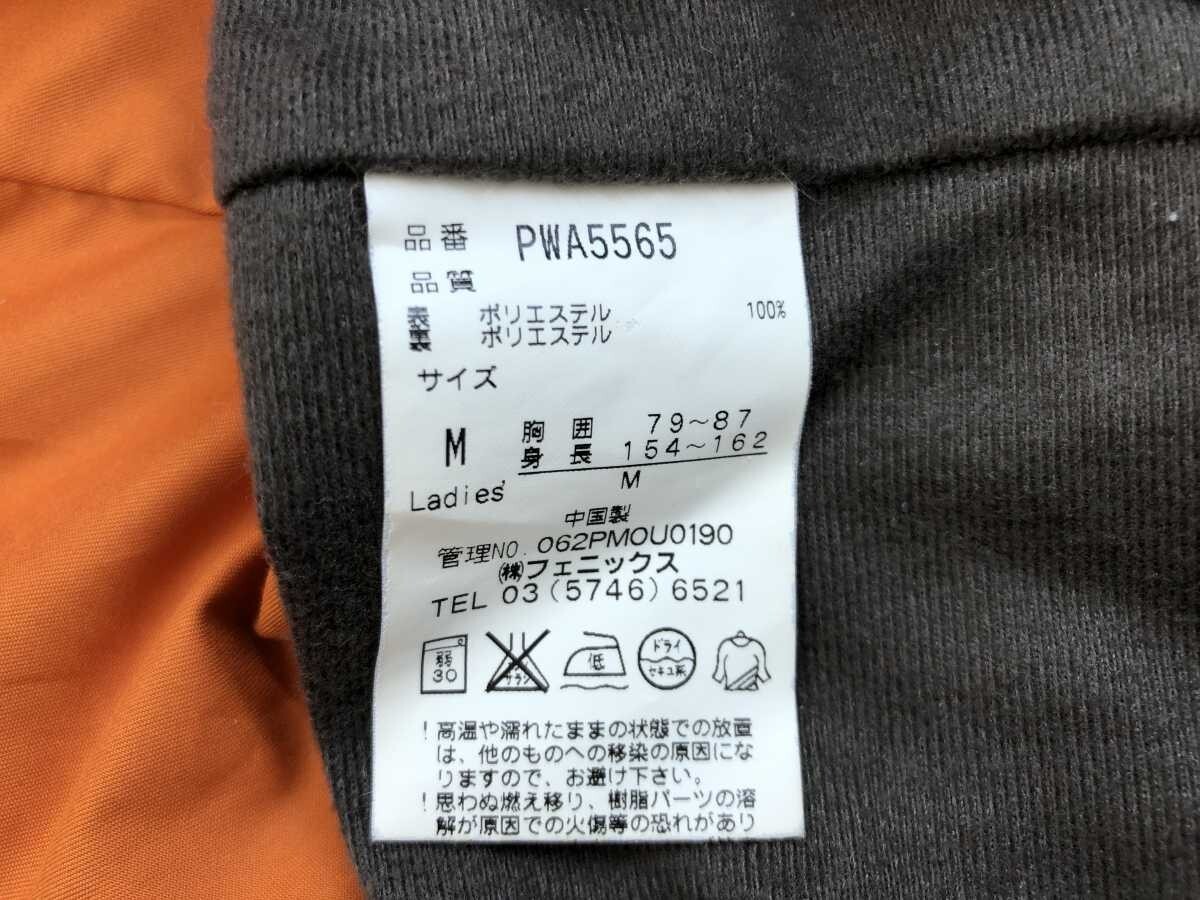 品番 PWA5565
品質
表 ポリエステル 100%
裏 ポリエステル
サイズ
M 胸囲 79~87
身長 154~162
Ladies' M
中国製
管理NO. 062PMOU0190
㈱フェニックス
TEL 03(5746)6521
弱 30 サラシ 低 ドライ セキユ系
!高温や濡れたままの状態での放置
は、他のものへの移染の原因にな
りますので、お避け下さい。
!思わぬ燃え移り、樹脂パーツの溶
解が原因での火傷等の恐れがあり